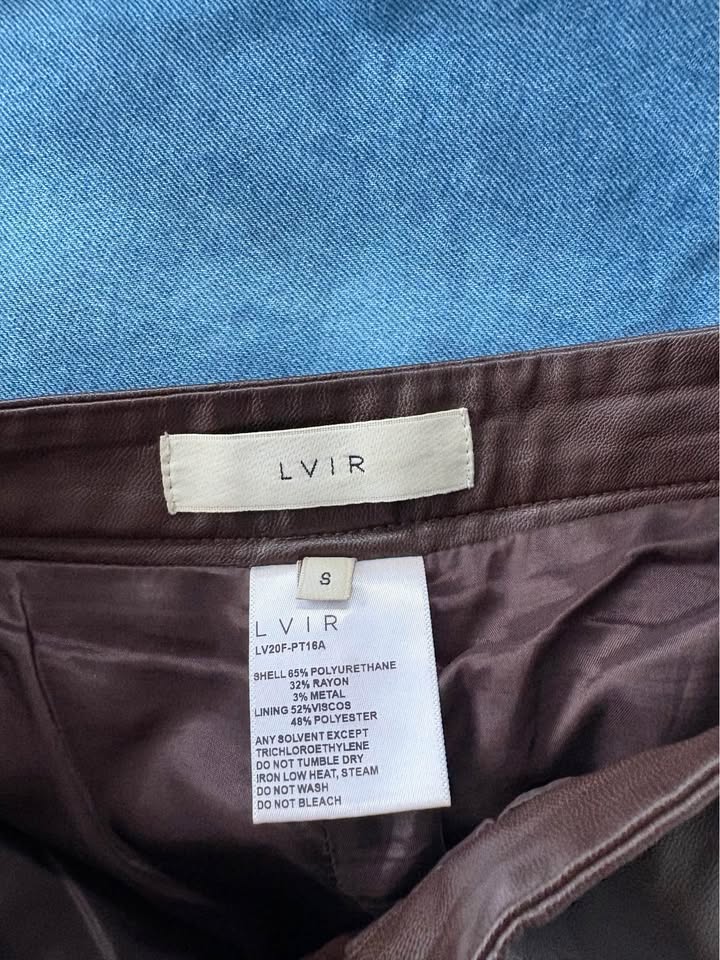 LVIR
S
LVIR
LV20F-PT16A
SHELL 65% POLYURETHANE
32% RAYON
3% METAL
LINING 52%VISCOS
48% POLYESTER
ANY SOLVENT EXCEPT
TRICHLOROETHYLENE
DO NOT TUMBLE DRY
IRON LOW HEAT, STEAM
DO NOT WASH
DO NOT BLEACH